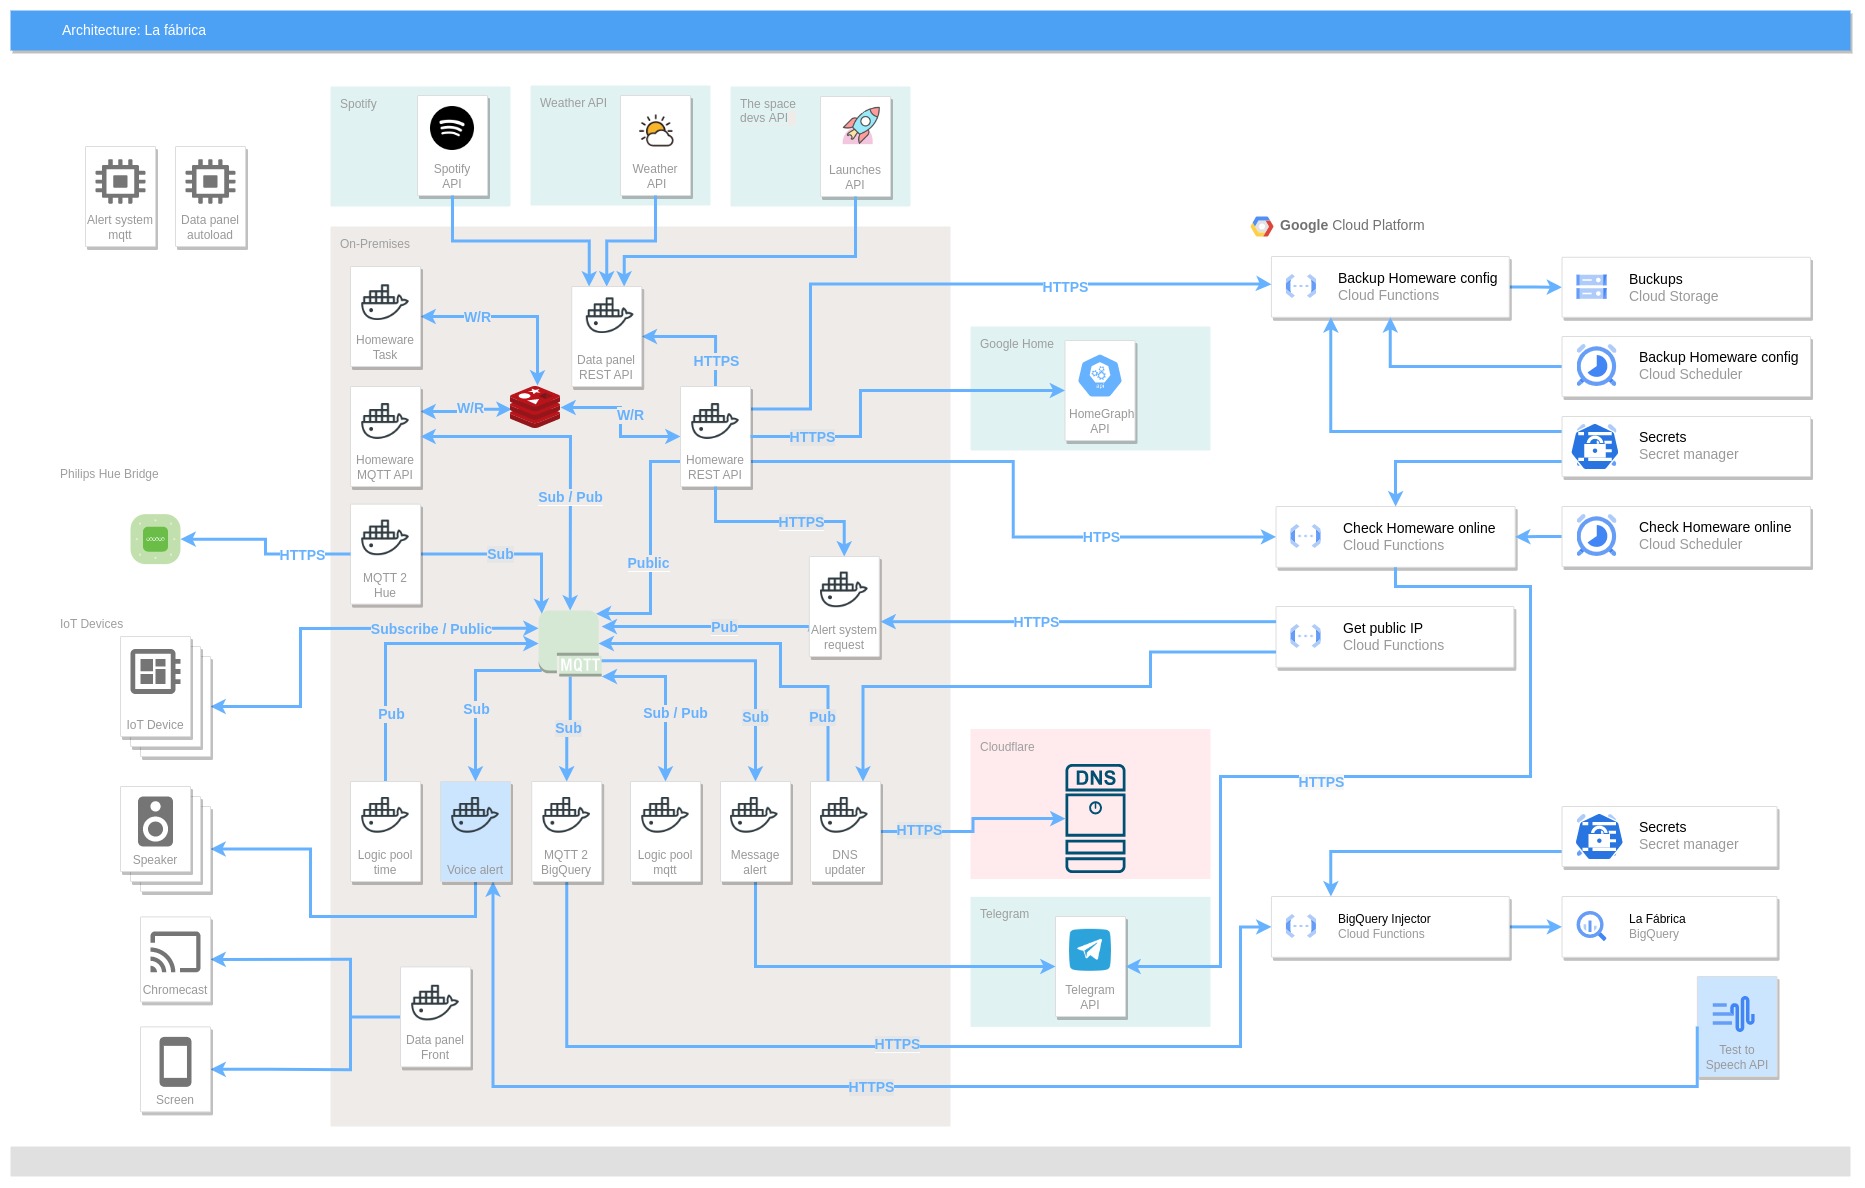 Architecture: La fábrica
Spotify
Spotify
API
Weather API
Weather
API
The space
devs API
Launches
API
Alert system
mqtt
Data panel
autoload
Google Cloud Platform
On-Premises
Homeware
Task
W/R
Data panel
REST API
HTTPS
HTTPS
Backup Homeware config
Cloud Functions
Buckups
Cloud Storage
Google Home
HomeGraph
API
Backup Homeware config
Cloud Scheduler
Homeware
MQTT API
W/R
W/R
Homeware
REST API
HTTPS
Secrets
Secret manager
Philips Hue Bridge
Sub / Pub
HTTPS
HTPS
Check Homeware online
Cloud Functions
Check Homeware online
Cloud Scheduler
HTTPS
MQTT 2
Hue
Sub
Public
Alert system
request
HTTPS
Get public IP
Cloud Functions
IoT Devices
Subscribe / Public
Pub
MQTT
IoT Device
Pub
Sub
Sub
Sub / Pub
Sub
Pub
Cloudflare
DNS
HTTPS
Speaker
Logic pool
time
Voice alert
MQTT 2
BigQuery
Logic pool
mqtt
Message
alert
DNS
updater
HTTPS
Secrets
Secret manager
Telegram
Telegram
API
BigQuery Injector
Cloud Functions
La Fábrica
BigQuery
Chromecast
Data panel
Front
HTTPS
Test to
Speech API
HTTPS
Screen